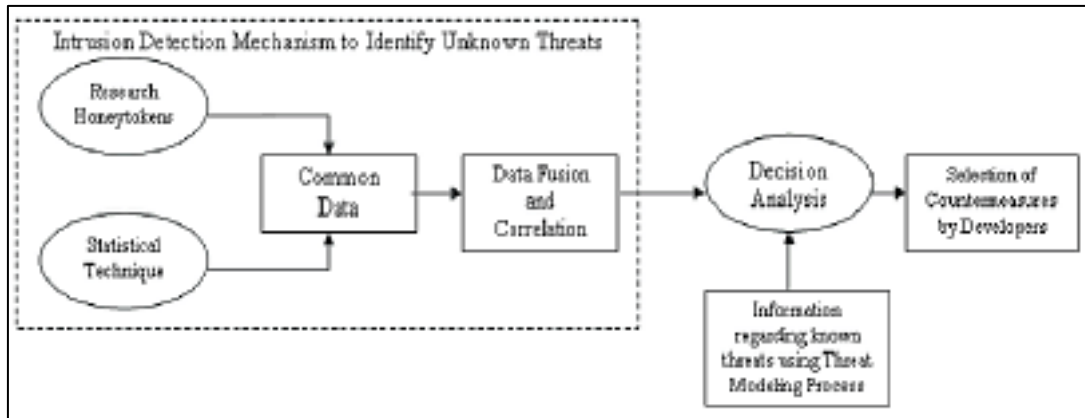 Intrusion Detection Mechanism to Identify Unknown Threats
Research
Honeytokens
Statistical
Technique
Common
Data
Data Fusion
and
Correlation
Decision
Analysis
Selection of
Countermeasures
by Developers
Information
regarding known
threats using Threat
Modeling Process